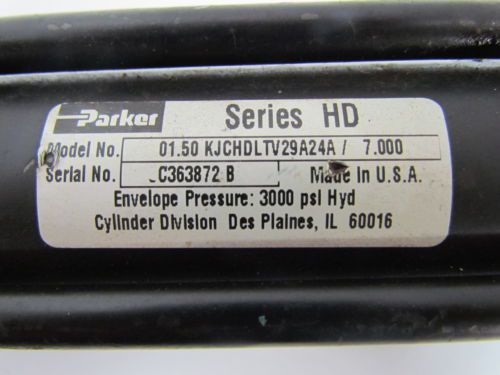 Parker Series HD
Model No. 01.50 KJCHDLTV29A24A / 7.000
Serial No. C363872 B Made in U.S.A.
Envelope Pressure: 3000 psi Hyd
Cylinder Division Des Plaines, IL 60016